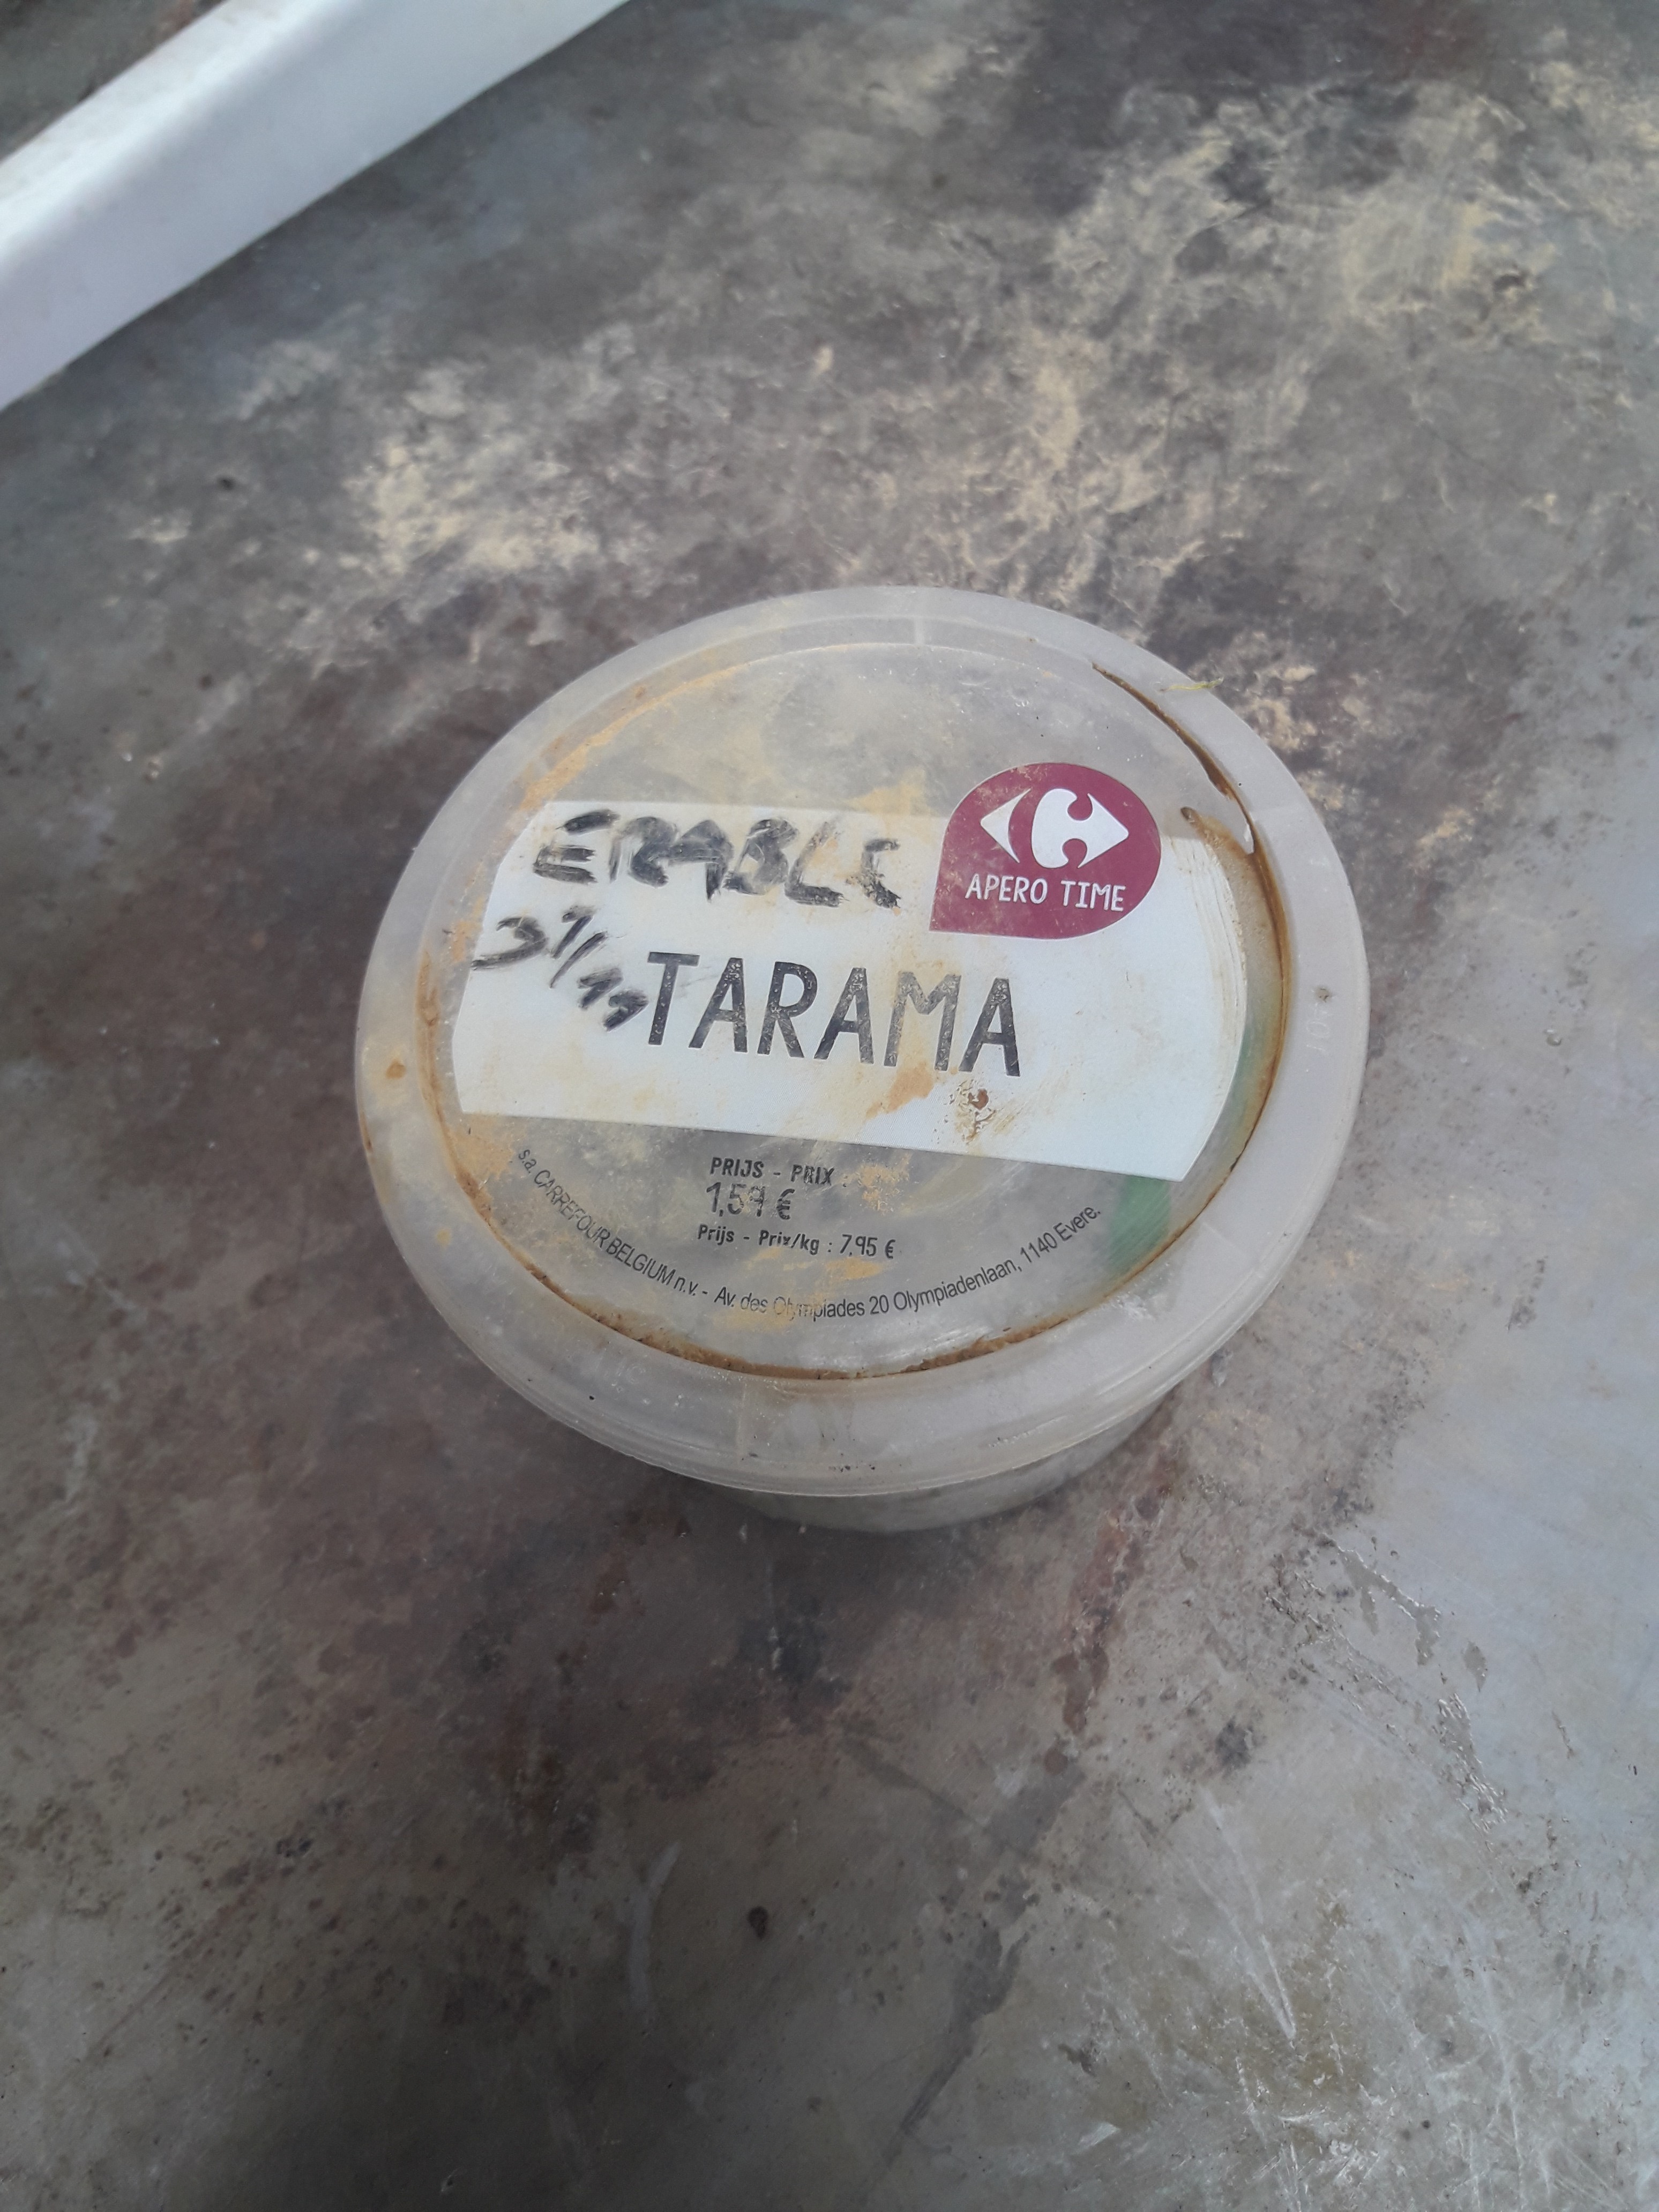 ERABLE
31/11
APERO TIME
TARAMA
PRIJS - PRIX :
1,59 €
Prijs - Prix/kg : 7,95 €
s.a. CARREFOUR BELGIUM n.v. - Av. des Olympiades 20 Olympiadenlaan, 1140 Evere.